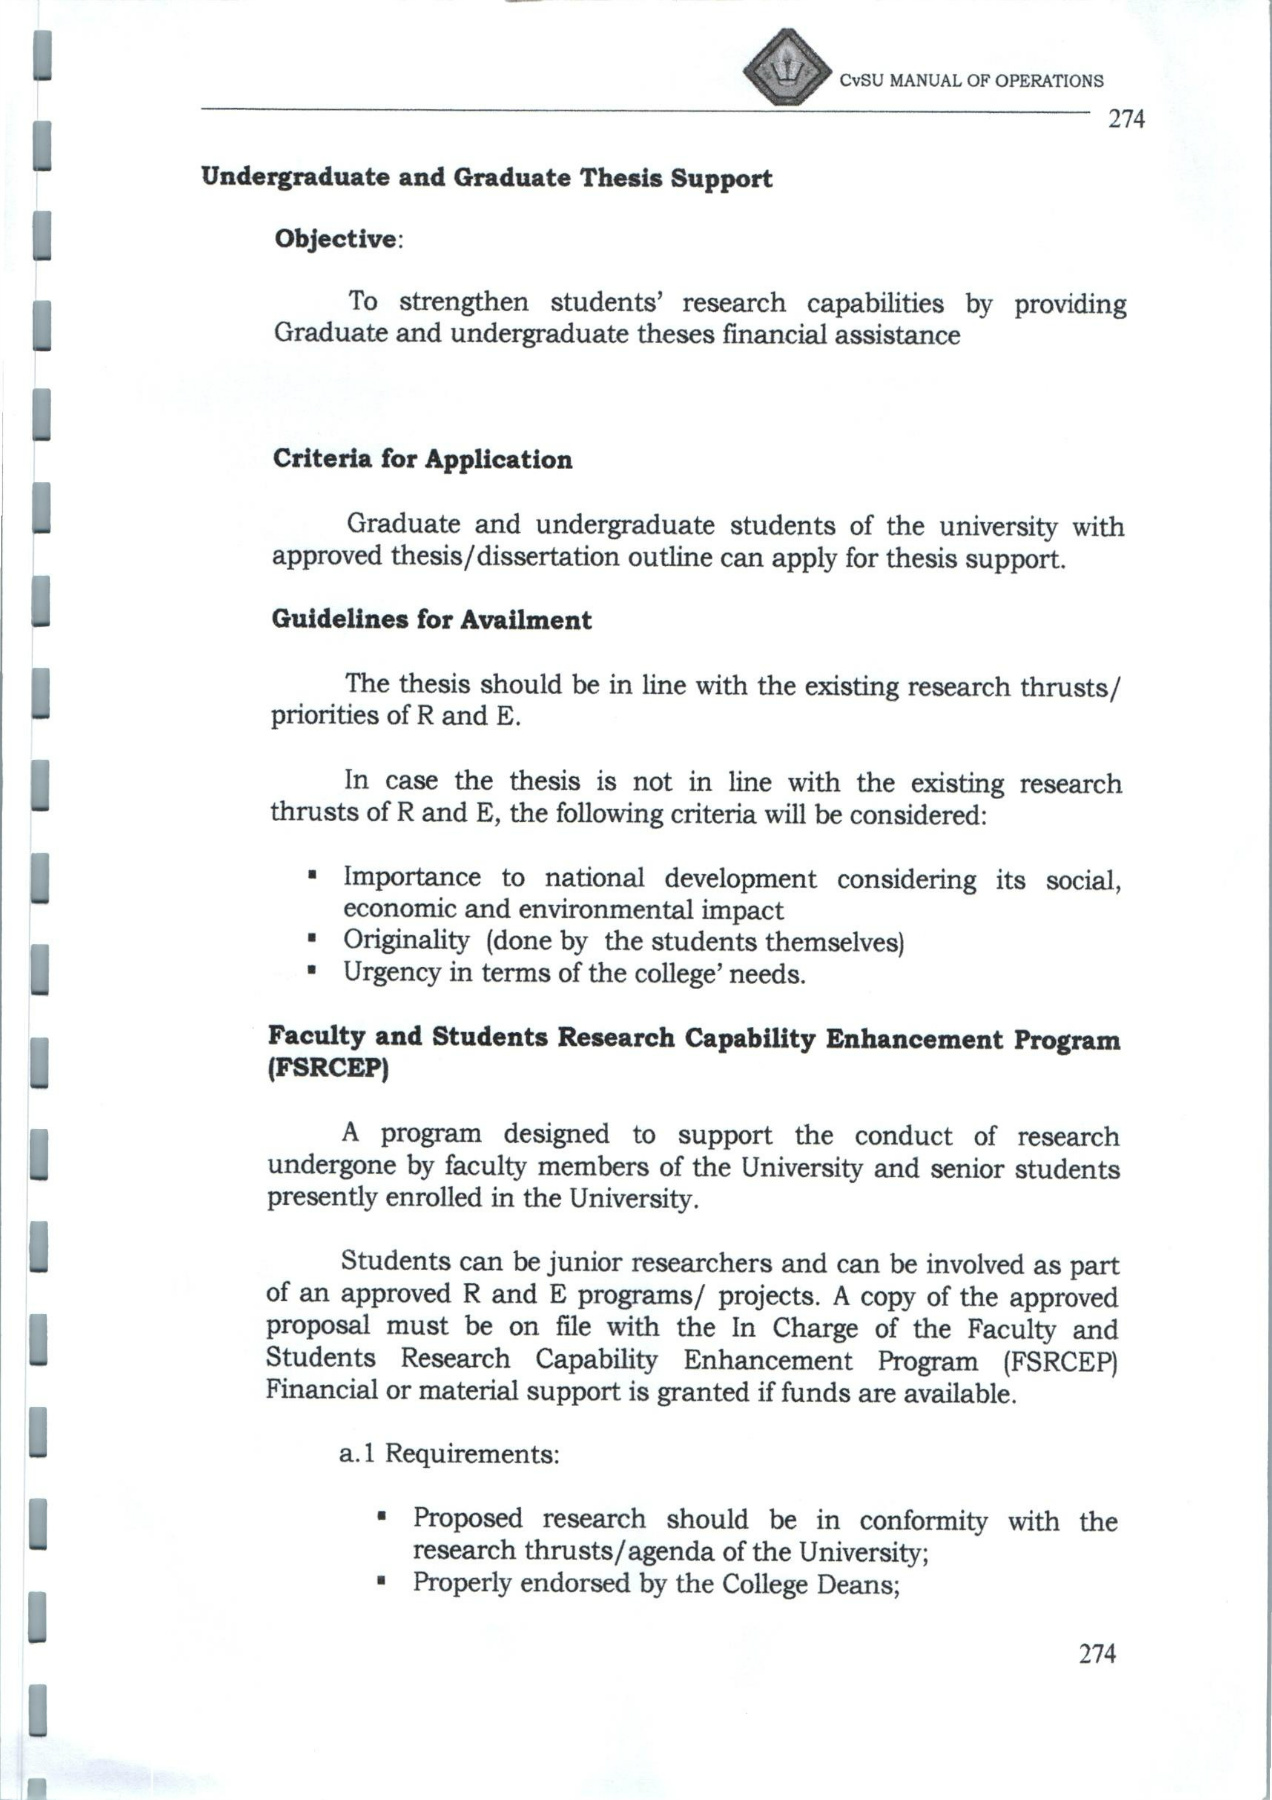 CvSU MANUAL OF OPERATIONS
274
Undergraduate and Graduate Thesis Support
Objective:
To strengthen students’ research capabilities by providing
Graduate and undergraduate theses financial assistance
Criteria for Application
Graduate and undergraduate students of the university with
approved thesis/dissertation outline can apply for thesis support.
Guidelines for Availment
The thesis should be in line with the existing research thrusts/
priorities of R and E.
In case the thesis is not in line with the existing research
thrusts of R and E, the following criteria will be considered:
▪ Importance to national development considering its social,
economic and environmental impact
▪ Originality (done by the students themselves)
▪ Urgency in terms of the college’ needs.
Faculty and Students Research Capability Enhancement Program
(FSRCEP)
A program designed to support the conduct of research
undergone by faculty members of the University and senior students
presently enrolled in the University.
Students can be junior researchers and can be involved as part
of an approved R and E programs/ projects. A copy of the approved
proposal must be on file with the In Charge of the Faculty and
Students Research Capability Enhancement Program (FSRCEP)
Financial or material support is granted if funds are available.
a.1 Requirements:
▪ Proposed research should be in conformity with the
research thrusts/agenda of the University;
▪ Properly endorsed by the College Deans;
274